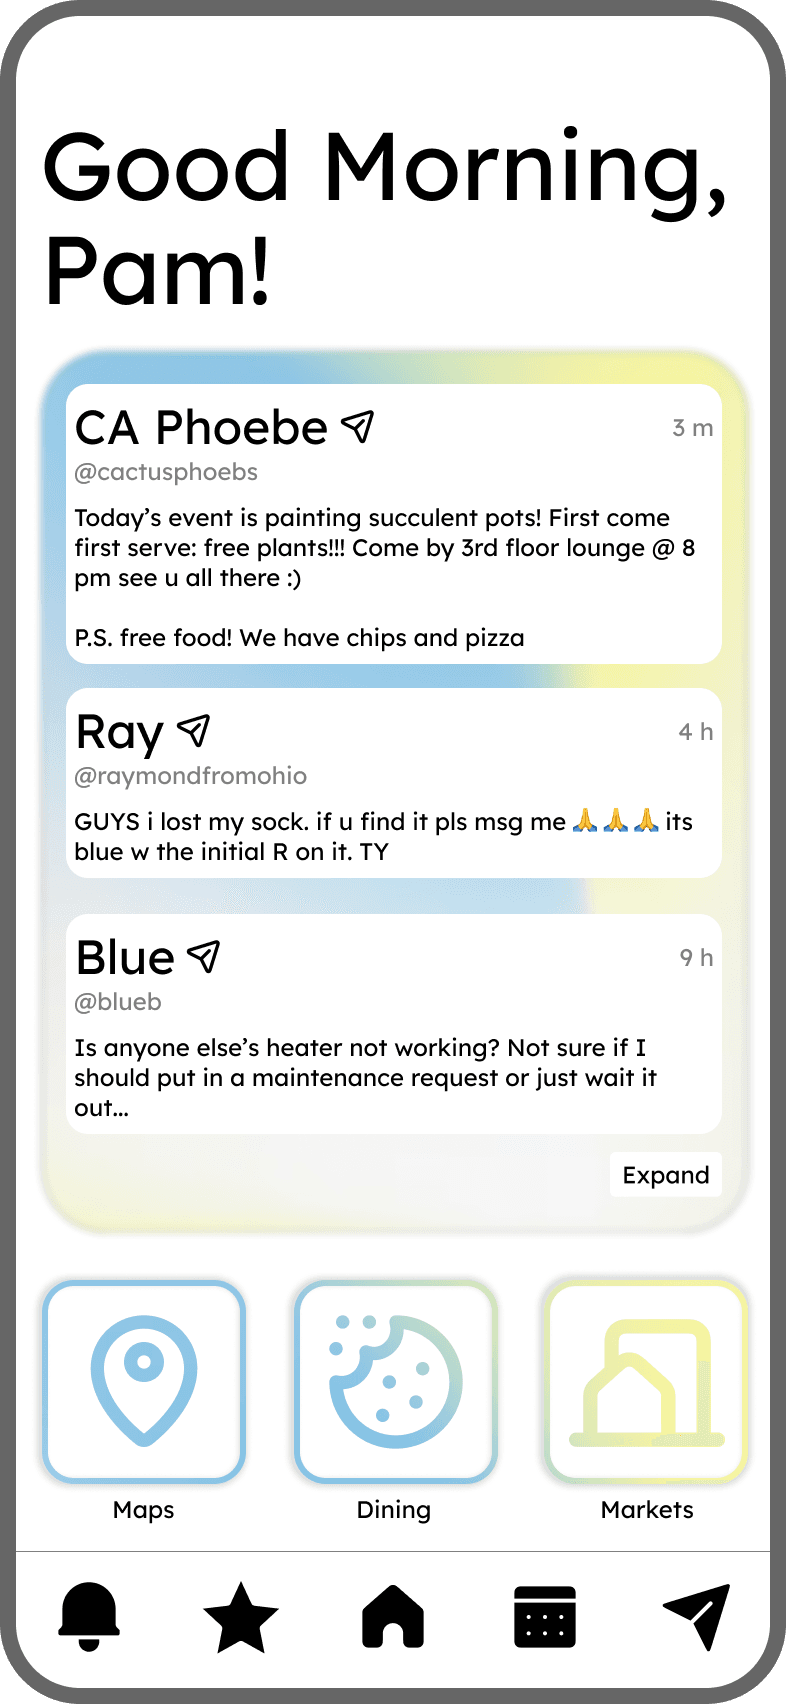 Good Morning,
Pam!
CA Phoebe
3 m
@cactusphoebs
Today’s event is painting succulent pots! First come
first serve: free plants!!! Come by 3rd floor lounge @ 8
pm see u all there :)
P.S. free food! We have chips and pizza
Ray
4 h
@raymondfromohio
GUYS i lost my sock. if u find it pls msg me 🙏🙏🙏 its
blue w the initial R on it. TY
Blue
9 h
@blueb
Is anyone else’s heater not working? Not sure if I
should put in a maintenance request or just wait it
out...
Expand
Maps
Dining
Markets